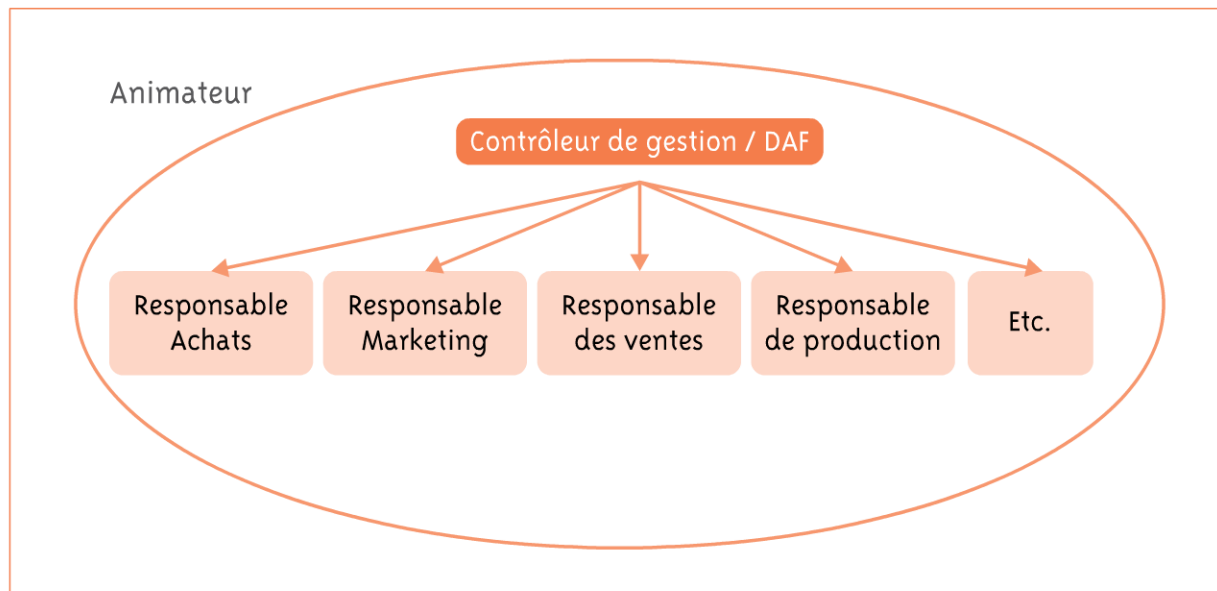 Animateur
Contrôleur de gestion / DAF
Responsable
Achats
Responsable
Marketing
Responsable
des ventes
Responsable
de production
Etc.